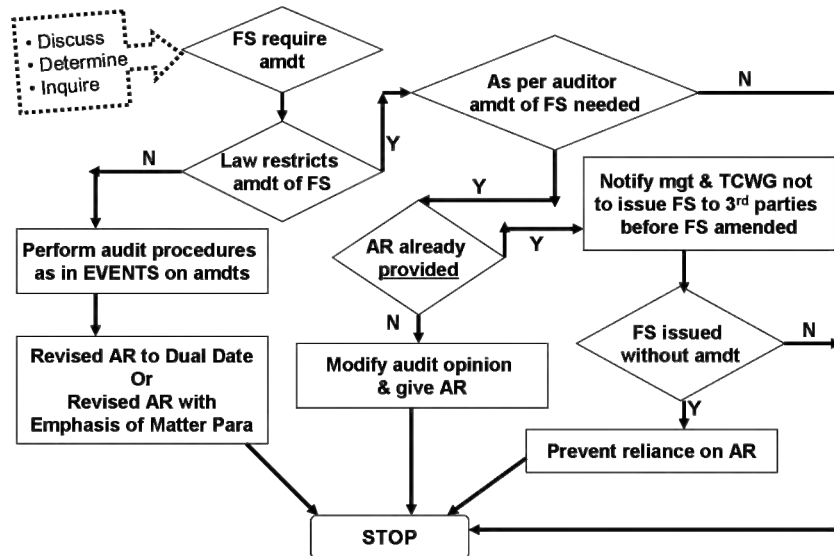 • Discuss
• Determine
• Inquire
FS require
amdt
As per auditor
amdt of FS needed
N
N
Law restricts
amdt of FS
Y
Y
Notify mgt & TCWG not
to issue FS to 3rd parties
before FS amended
Perform audit procedures
as in EVENTS on amdts
AR already
provided
Y
N
FS issued
without amdt
N
Revised AR to Dual Date
Or
Revised AR with
Emphasis of Matter Para
Modify audit opinion
& give AR
Y
Prevent reliance on AR
STOP